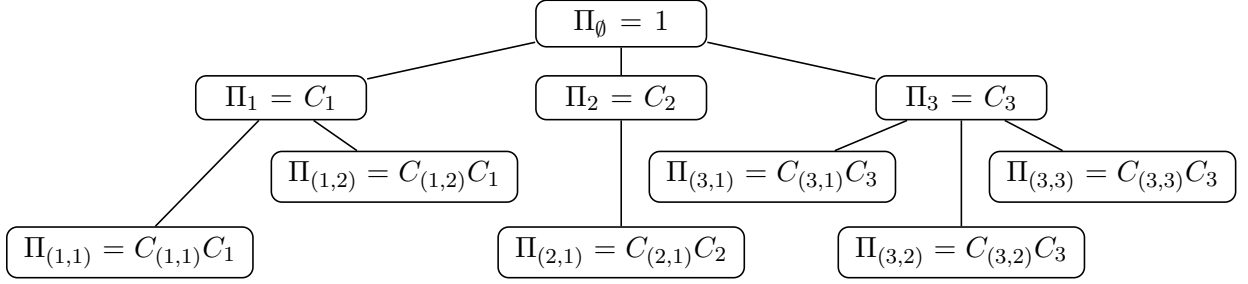 Π_∅ = 1
Π_1 = C_1
Π_2 = C_2
Π_3 = C_3
Π_(1,2) = C_(1,2)C_1
Π_(3,1) = C_(3,1)C_3
Π_(3,3) = C_(3,3)C_3
Π_(1,1) = C_(1,1)C_1
Π_(2,1) = C_(2,1)C_2
Π_(3,2) = C_(3,2)C_3